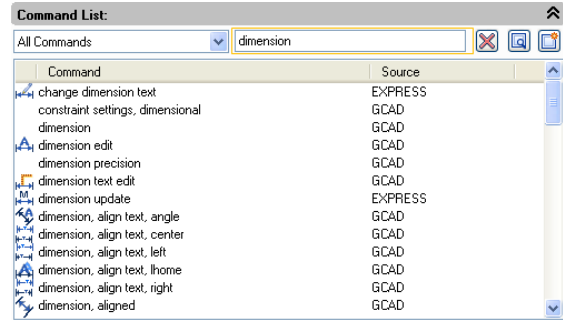 Command List:
All Commands dimension
Command Source
change dimension text EXPRESS
constraint settings, dimensional GCAD
dimension GCAD
dimension edit GCAD
dimension precision GCAD
dimension text edit GCAD
dimension update EXPRESS
dimension, align text, angle GCAD
dimension, align text, center GCAD
dimension, align text, left GCAD
dimension, align text, lhome GCAD
dimension, align text, right GCAD
dimension, aligned GCAD